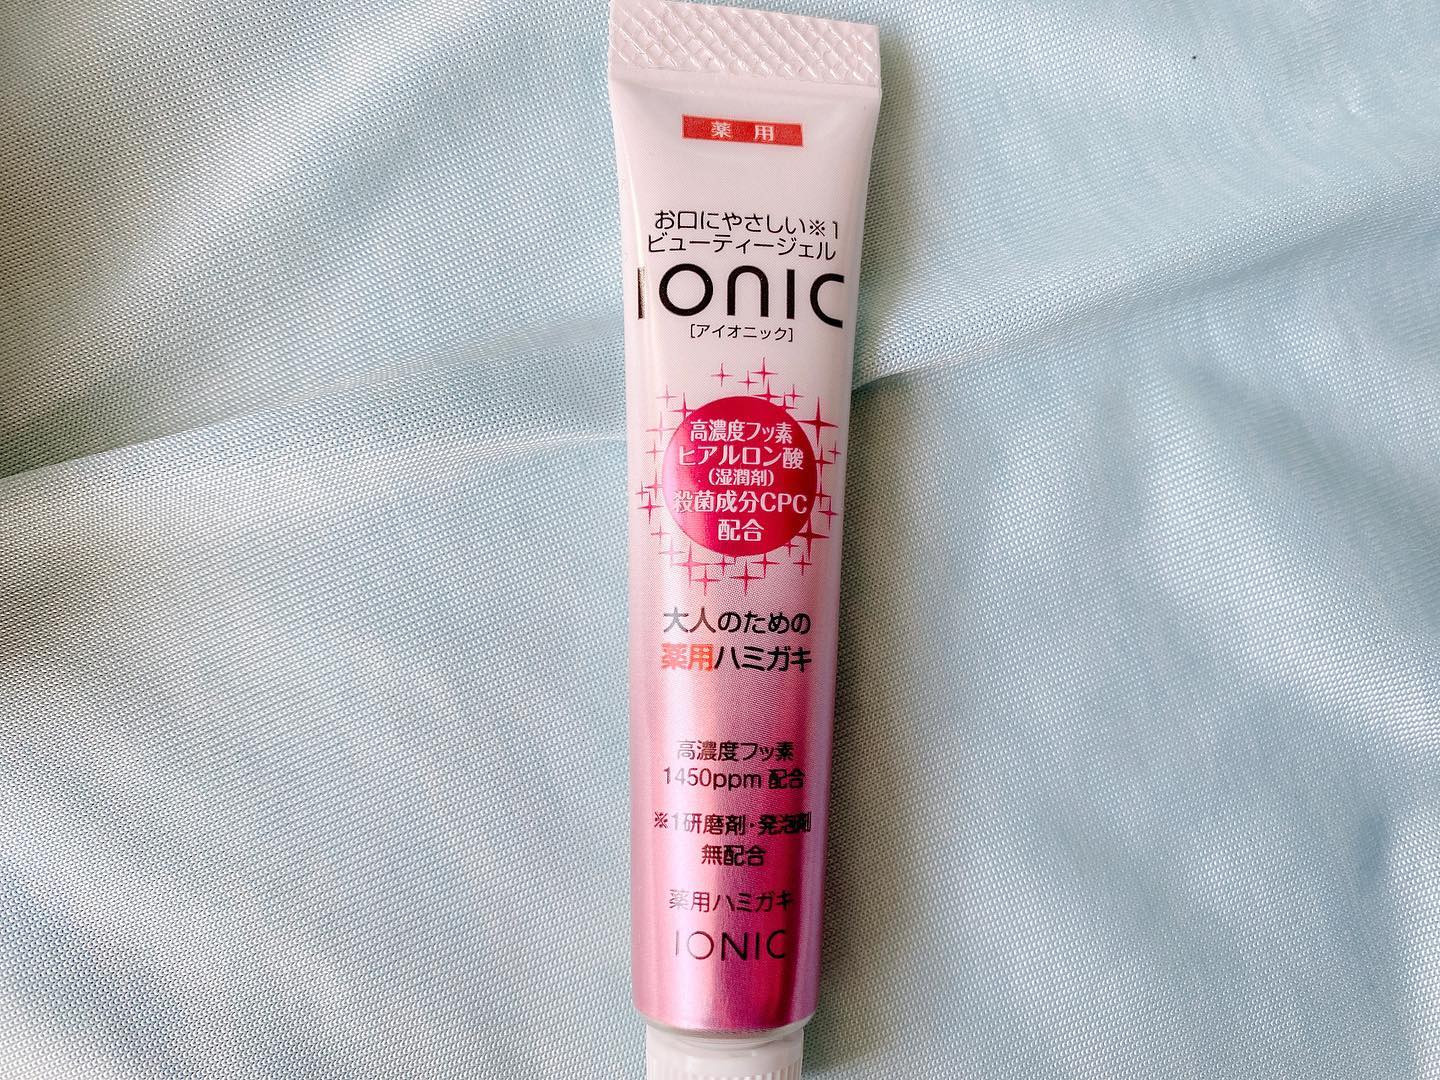 薬用
お口にやさしい※1
ビューティージェル
IONIC
[アイオニック]
高濃度フッ素
ヒアルロン酸
(湿潤剤)
殺菌成分CPC
配合
大人のための
薬用ハミガキ
高濃度フッ素
1450ppm 配合
※1研磨剤・発泡剤
無配合
薬用ハミガキ
IONIC